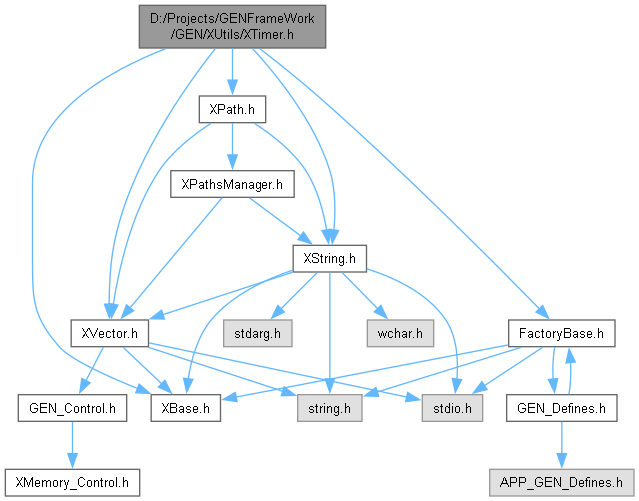 D:/Projects/GENFrameWork
/GEN/XUtils/XTimer.h
XPath.h
XPathsManager.h
XString.h
XVector.h
stdarg.h
wchar.h
FactoryBase.h
GEN_Control.h
XBase.h
string.h
stdio.h
GEN_Defines.h
XMemory_Control.h
APP_GEN_Defines.h